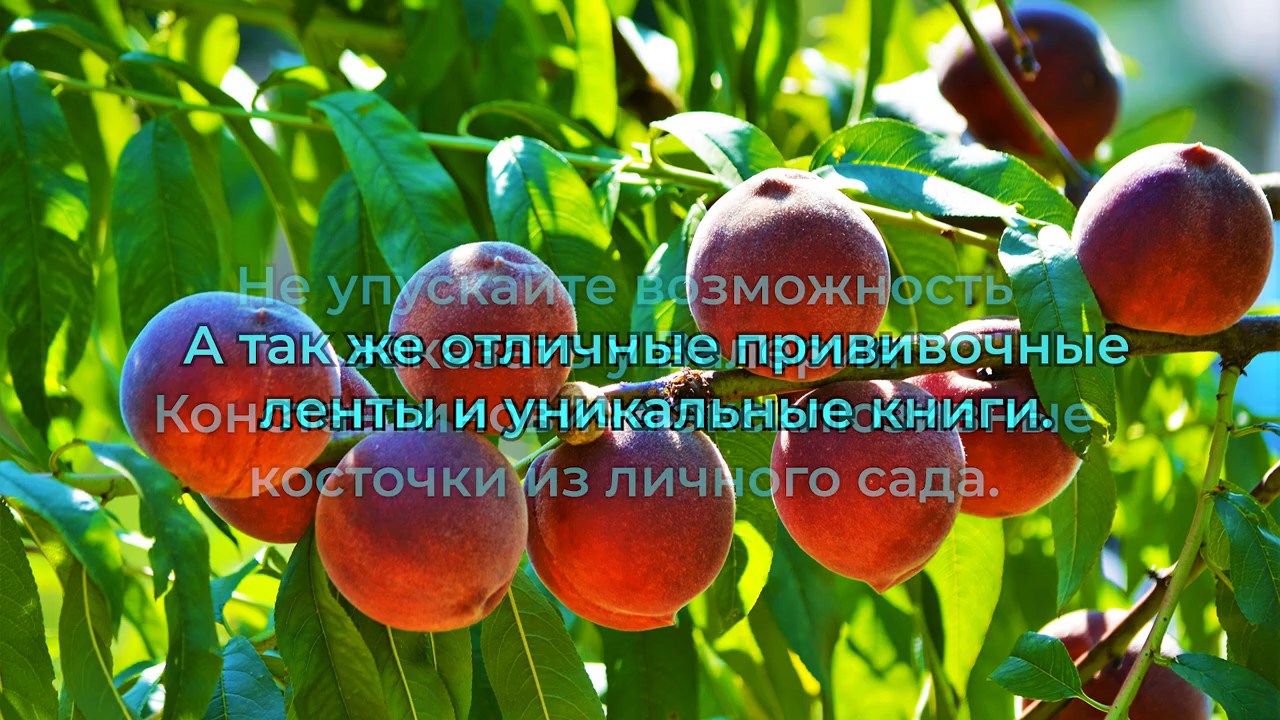 Не упускайте возможность
А так же отличные прививочные
ленты и уникальные книги.
косточки из личного сада.